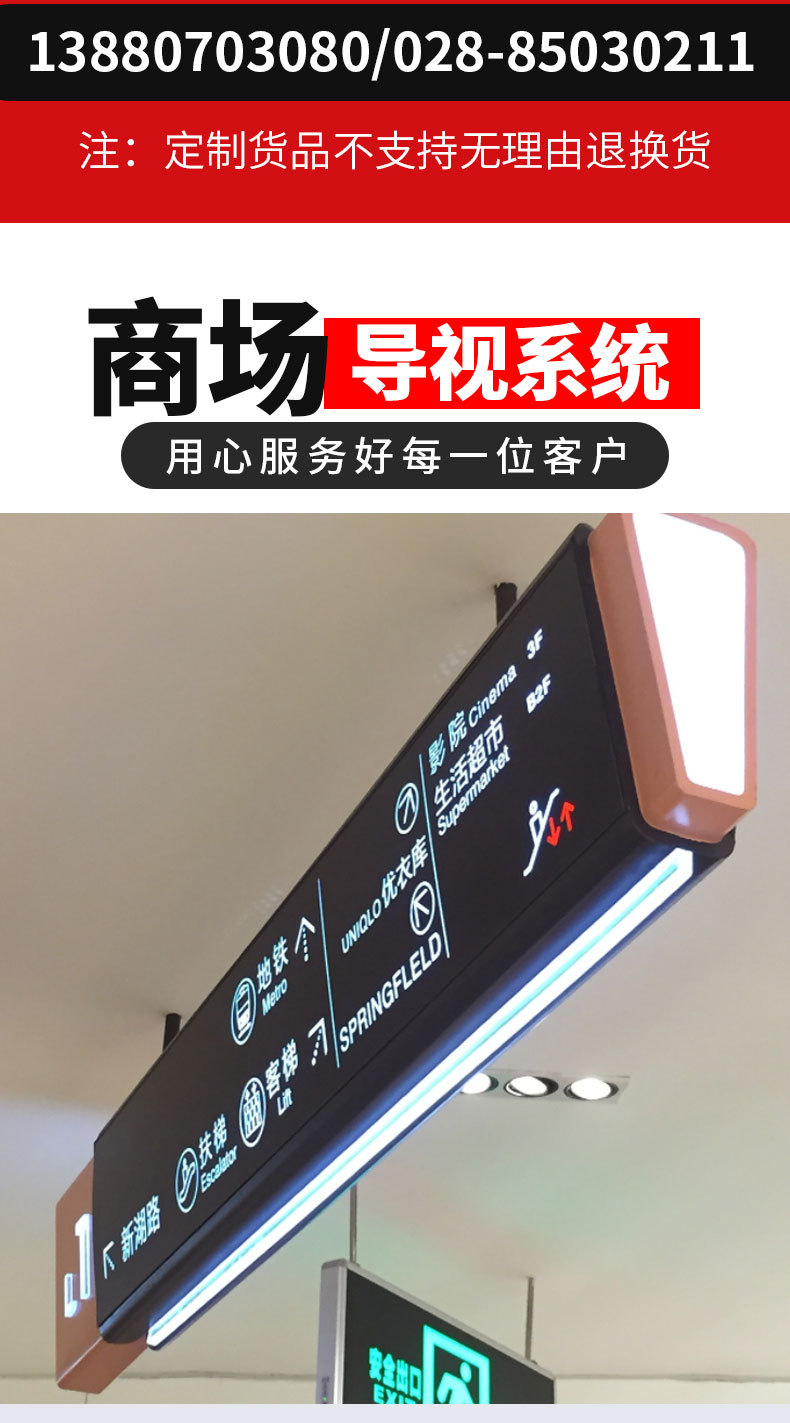 13880703080/028-85030211
注：定制货品不支持无理由退换货
商场导视系统
用心服务好每一位客户
影院 Cinema 3F
生活超市 B2F
Supermarket
UNIQLO 优衣库
SPRINGFLELD
地铁
Metro
客梯
Lift
扶梯
Escalator
新湖路
L1
安全出口
EXIT